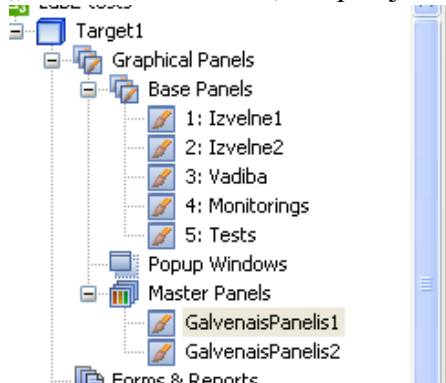 Target1
Graphical Panels
Base Panels
1: Izvelne1
2: Izvelne2
3: Vadiba
4: Monitorings
5: Tests
Popup Windows
Master Panels
GalvenaisPanelis1
GalvenaisPanelis2
Forms & Reports